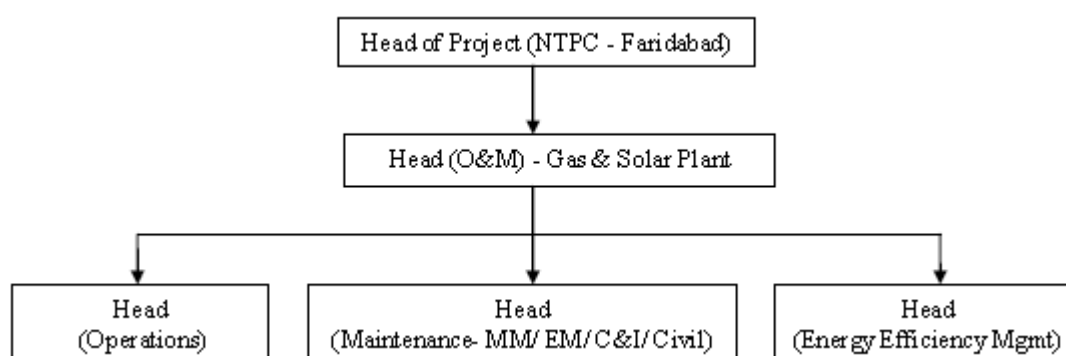 Head of Project (NTPC - Faridabad)
Head (O&M) - Gas & Solar Plant
Head
(Operations)
Head
(Maintenance- MM/ EM/ C&I/ Civil)
Head
(Energy Efficiency Mgmt)